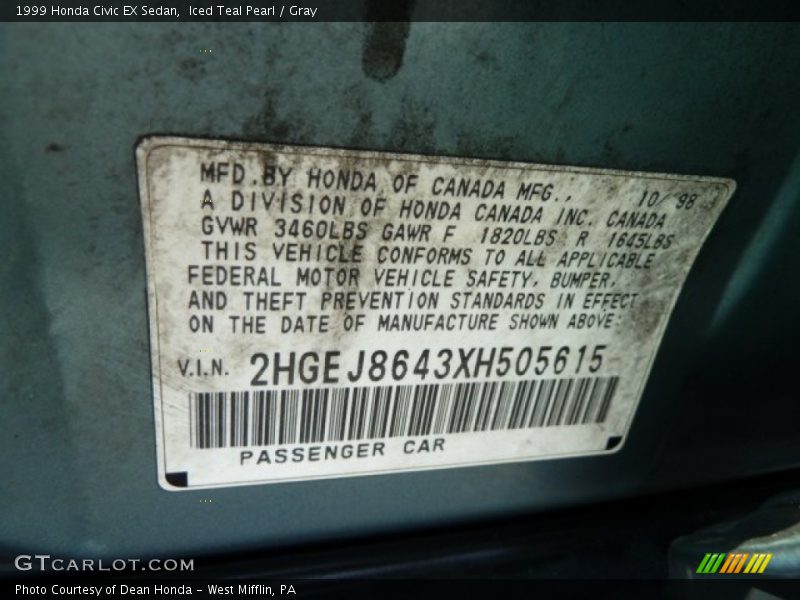 1999 Honda Civic EX Sedan, Iced Teal Pearl / Gray
MFD. BY HONDA OF CANADA MFG., 10/98
A DIVISION OF HONDA CANADA INC. CANADA
GVWR 3460LBS GAWR F 1820LBS R 1645LBS
THIS VEHICLE CONFORMS TO ALL APPLICABLE
FEDERAL MOTOR VEHICLE SAFETY, BUMPER,
AND THEFT PREVENTION STANDARDS IN EFFECT
ON THE DATE OF MANUFACTURE SHOWN ABOVE:
V.I.N. 2HGEJ8643XH505615
PASSENGER CAR
GTCARLOT.COM
Photo Courtesy of Dean Honda - West Mifflin, PA